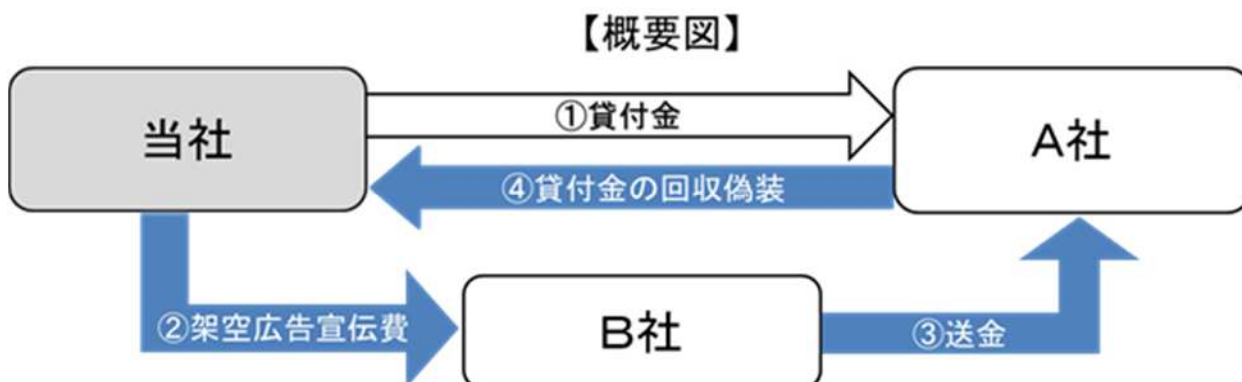 【概要図】
当社
①貸付金
A社
④貸付金の回収偽装
②架空広告宣伝費
B社
③送金